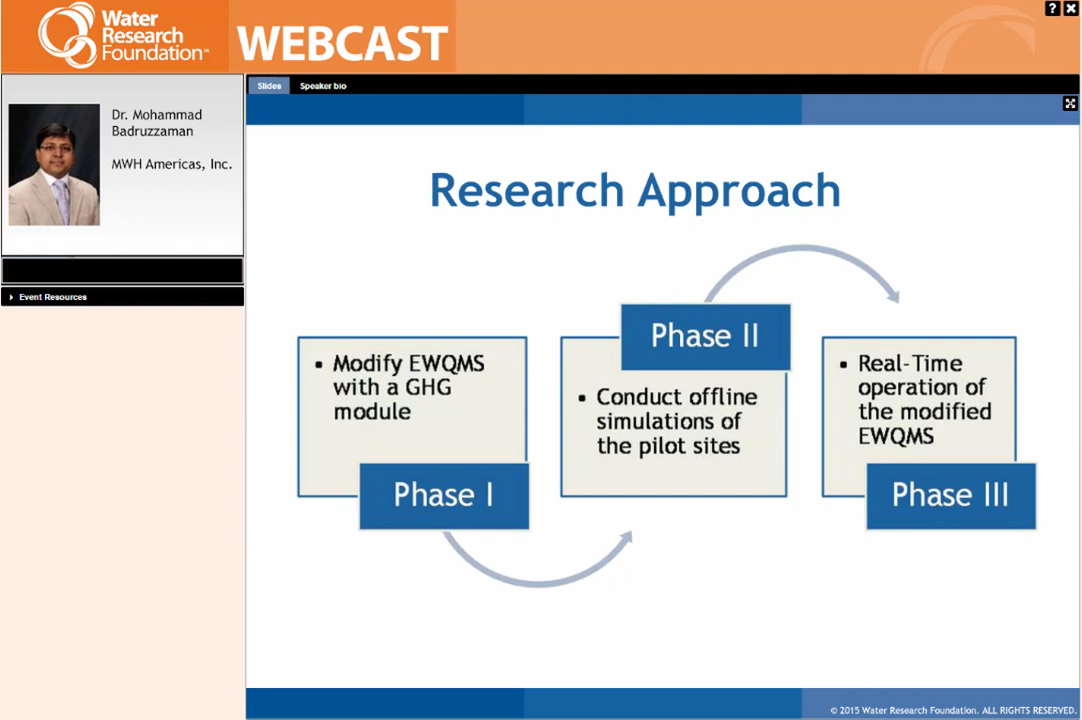 Water
Research
Foundation™
WEBCAST
? X
Dr. Mohammad
Badruzzaman
MWH Americas, Inc.
Event Resources
Slides Speaker bio
Research Approach
▪ Modify EWQMS
with a GHG
module
Phase I
Phase II
▪ Conduct offline
simulations of
the pilot sites
▪ Real-Time
operation of
the modified
EWQMS
Phase III
© 2015 Water Research Foundation. ALL RIGHTS RESERVED.